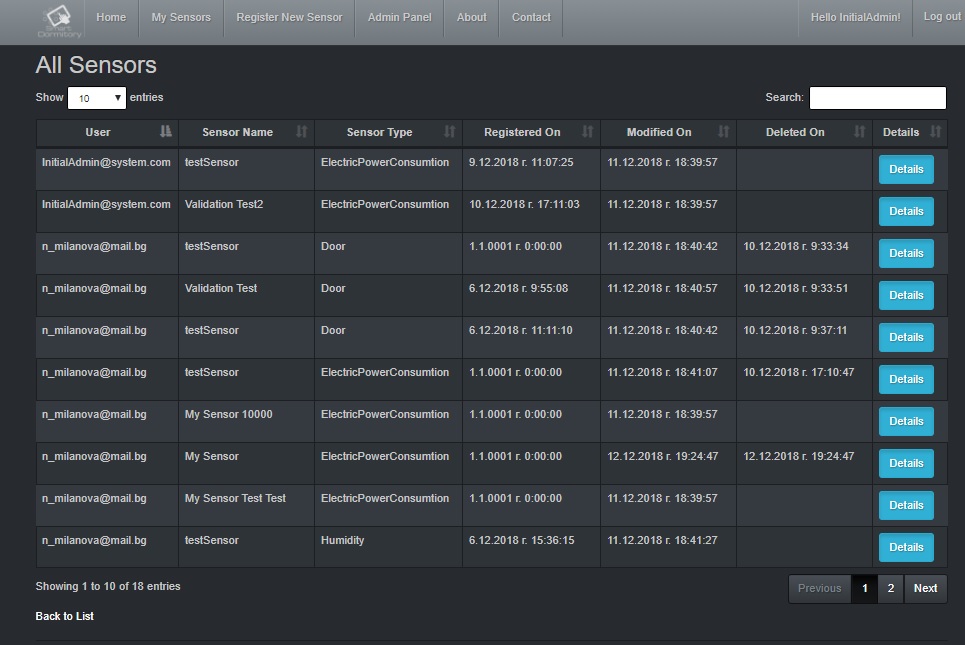 Smart Dormitory
Home My Sensors Register New Sensor Admin Panel About Contact Hello InitialAdmin! Log out
All Sensors
Show 10 entries Search:
User Sensor Name Sensor Type Registered On Modified On Deleted On Details
InitialAdmin@system.com testSensor ElectricPowerConsumtion 9.12.2018 г. 11:07:25 11.12.2018 г. 18:39:57 Details
InitialAdmin@system.com Validation Test2 ElectricPowerConsumtion 10.12.2018 г. 17:11:03 11.12.2018 г. 18:39:57 Details
n_milanova@mail.bg testSensor Door 1.1.0001 г. 0:00:00 11.12.2018 г. 18:40:42 10.12.2018 г. 9:33:34 Details
n_milanova@mail.bg Validation Test Door 6.12.2018 г. 9:55:08 11.12.2018 г. 18:40:57 10.12.2018 г. 9:33:51 Details
n_milanova@mail.bg testSensor Door 6.12.2018 г. 11:11:10 11.12.2018 г. 18:40:42 10.12.2018 г. 9:37:11 Details
n_milanova@mail.bg testSensor ElectricPowerConsumtion 1.1.0001 г. 0:00:00 11.12.2018 г. 18:41:07 10.12.2018 г. 17:10:47 Details
n_milanova@mail.bg My Sensor 10000 ElectricPowerConsumtion 1.1.0001 г. 0:00:00 11.12.2018 г. 18:39:57 Details
n_milanova@mail.bg My Sensor ElectricPowerConsumtion 1.1.0001 г. 0:00:00 12.12.2018 г. 19:24:47 12.12.2018 г. 19:24:47 Details
n_milanova@mail.bg My Sensor Test Test ElectricPowerConsumtion 1.1.0001 г. 0:00:00 11.12.2018 г. 18:39:57 Details
n_milanova@mail.bg testSensor Humidity 6.12.2018 г. 15:36:15 11.12.2018 г. 18:41:27 Details
Showing 1 to 10 of 18 entries Previous 1 2 Next
Back to List